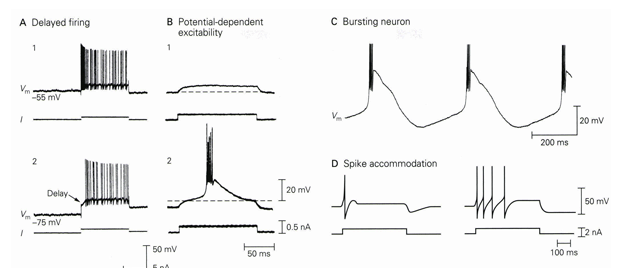 A Delayed firing
1
Vm
−55 mV
I
2
Delay
Vm
−75 mV
I
50 mV
5 nA
B Potential-dependent
excitability
1
2
20 mV
0.5 nA
50 ms
C Bursting neuron
Vm
20 mV
200 ms
D Spike accommodation
50 mV
2 nA
100 ms